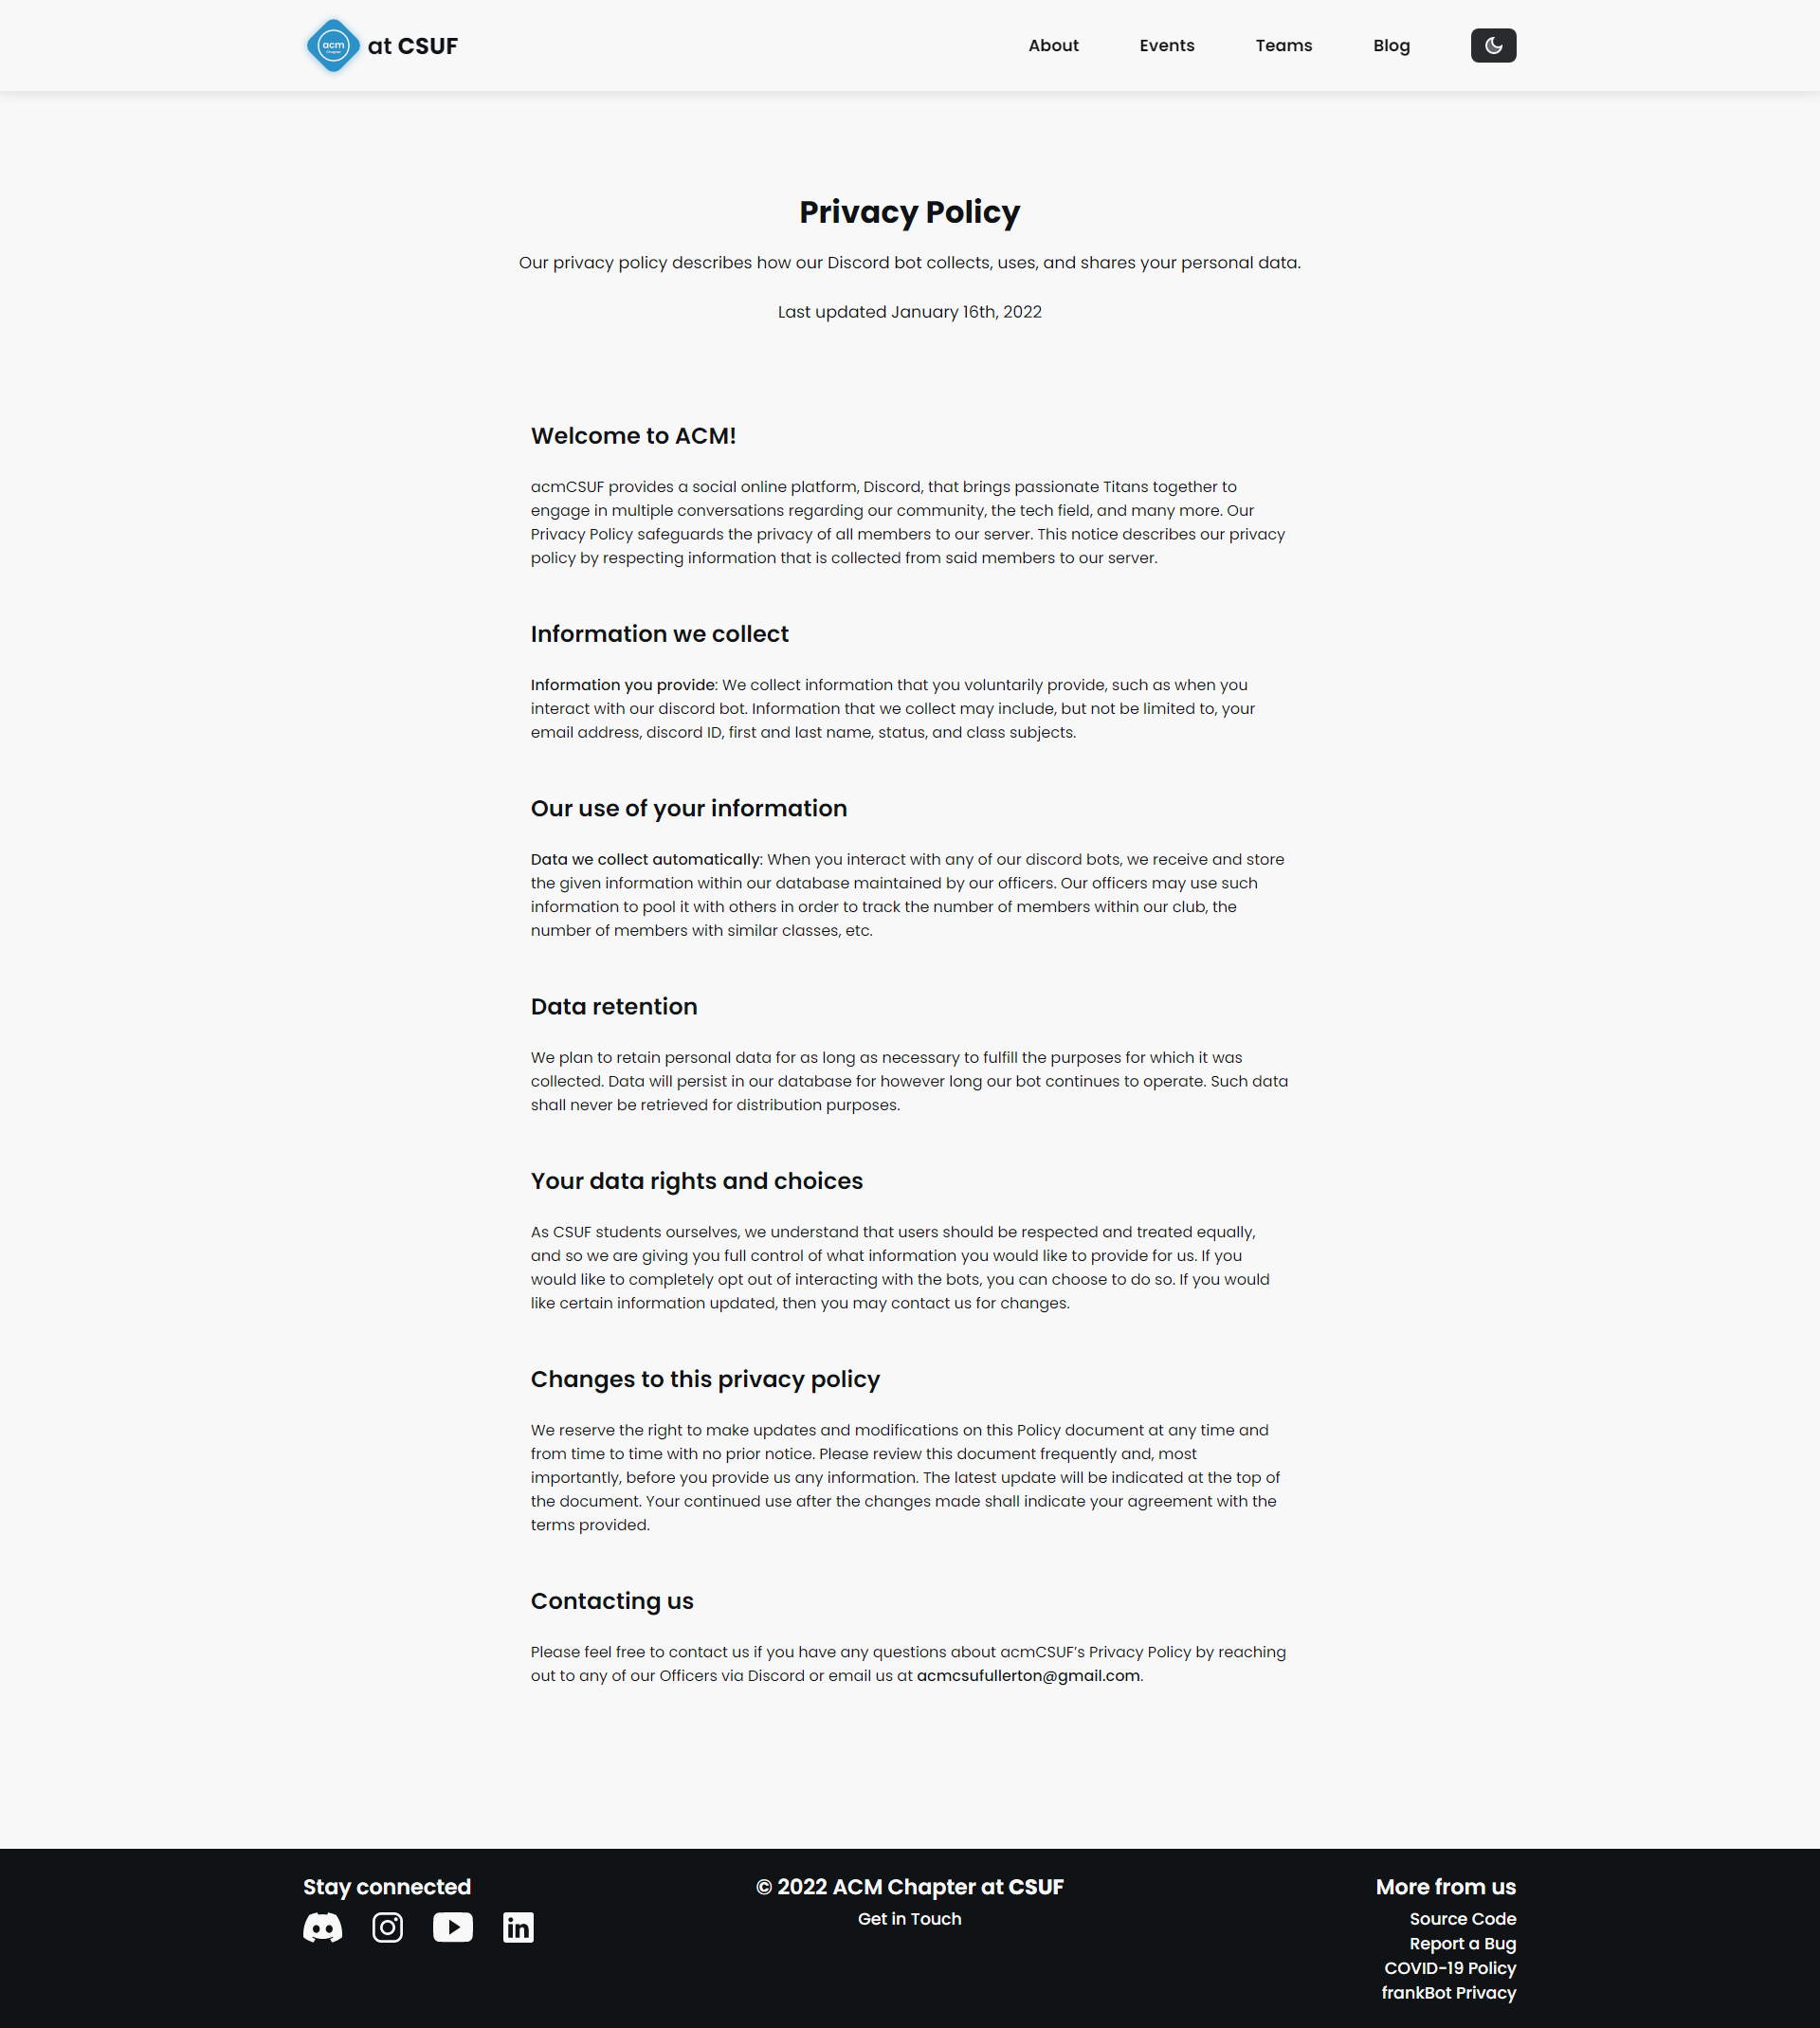 acm
at CSUF
About
Events
Teams
Blog
Privacy Policy
Our privacy policy describes how our Discord bot collects, uses, and shares your personal data.
Last updated January 16th, 2022
Welcome to ACM!
acmCSUF provides a social online platform, Discord, that brings passionate Titans together to
engage in multiple conversations regarding our community, the tech field, and many more. Our
Privacy Policy safeguards the privacy of all members to our server. This notice describes our privacy
policy by respecting information that is collected from said members to our server.
Information we collect
Information you provide: We collect information that you voluntarily provide, such as when you
interact with our discord bot. Information that we collect may include, but not be limited to, your
email address, discord ID, first and last name, status, and class subjects.
Our use of your information
Data we collect automatically: When you interact with any of our discord bots, we receive and store
the given information within our database maintained by our officers. Our officers may use such
information to pool it with others in order to track the number of members within our club, the
number of members with similar classes, etc.
Data retention
We plan to retain personal data for as long as necessary to fulfill the purposes for which it was
collected. Data will persist in our database for however long our bot continues to operate. Such data
shall never be retrieved for distribution purposes.
Your data rights and choices
As CSUF students ourselves, we understand that users should be respected and treated equally,
and so we are giving you full control of what information you would like to provide for us. If you
would like to completely opt out of interacting with the bots, you can choose to do so. If you would
like certain information updated, then you may contact us for changes.
Changes to this privacy policy
We reserve the right to make updates and modifications on this Policy document at any time and
from time to time with no prior notice. Please review this document frequently and, most
importantly, before you provide us any information. The latest update will be indicated at the top of
the document. Your continued use after the changes made shall indicate your agreement with the
terms provided.
Contacting us
Please feel free to contact us if you have any questions about acmCSUF’s Privacy Policy by reaching
out to any of our Officers via Discord or email us at acmcsufullerton@gmail.com.
Stay connected
© 2022 ACM Chapter at CSUF
Get in Touch
More from us
Source Code
Report a Bug
COVID-19 Policy
frankBot Privacy